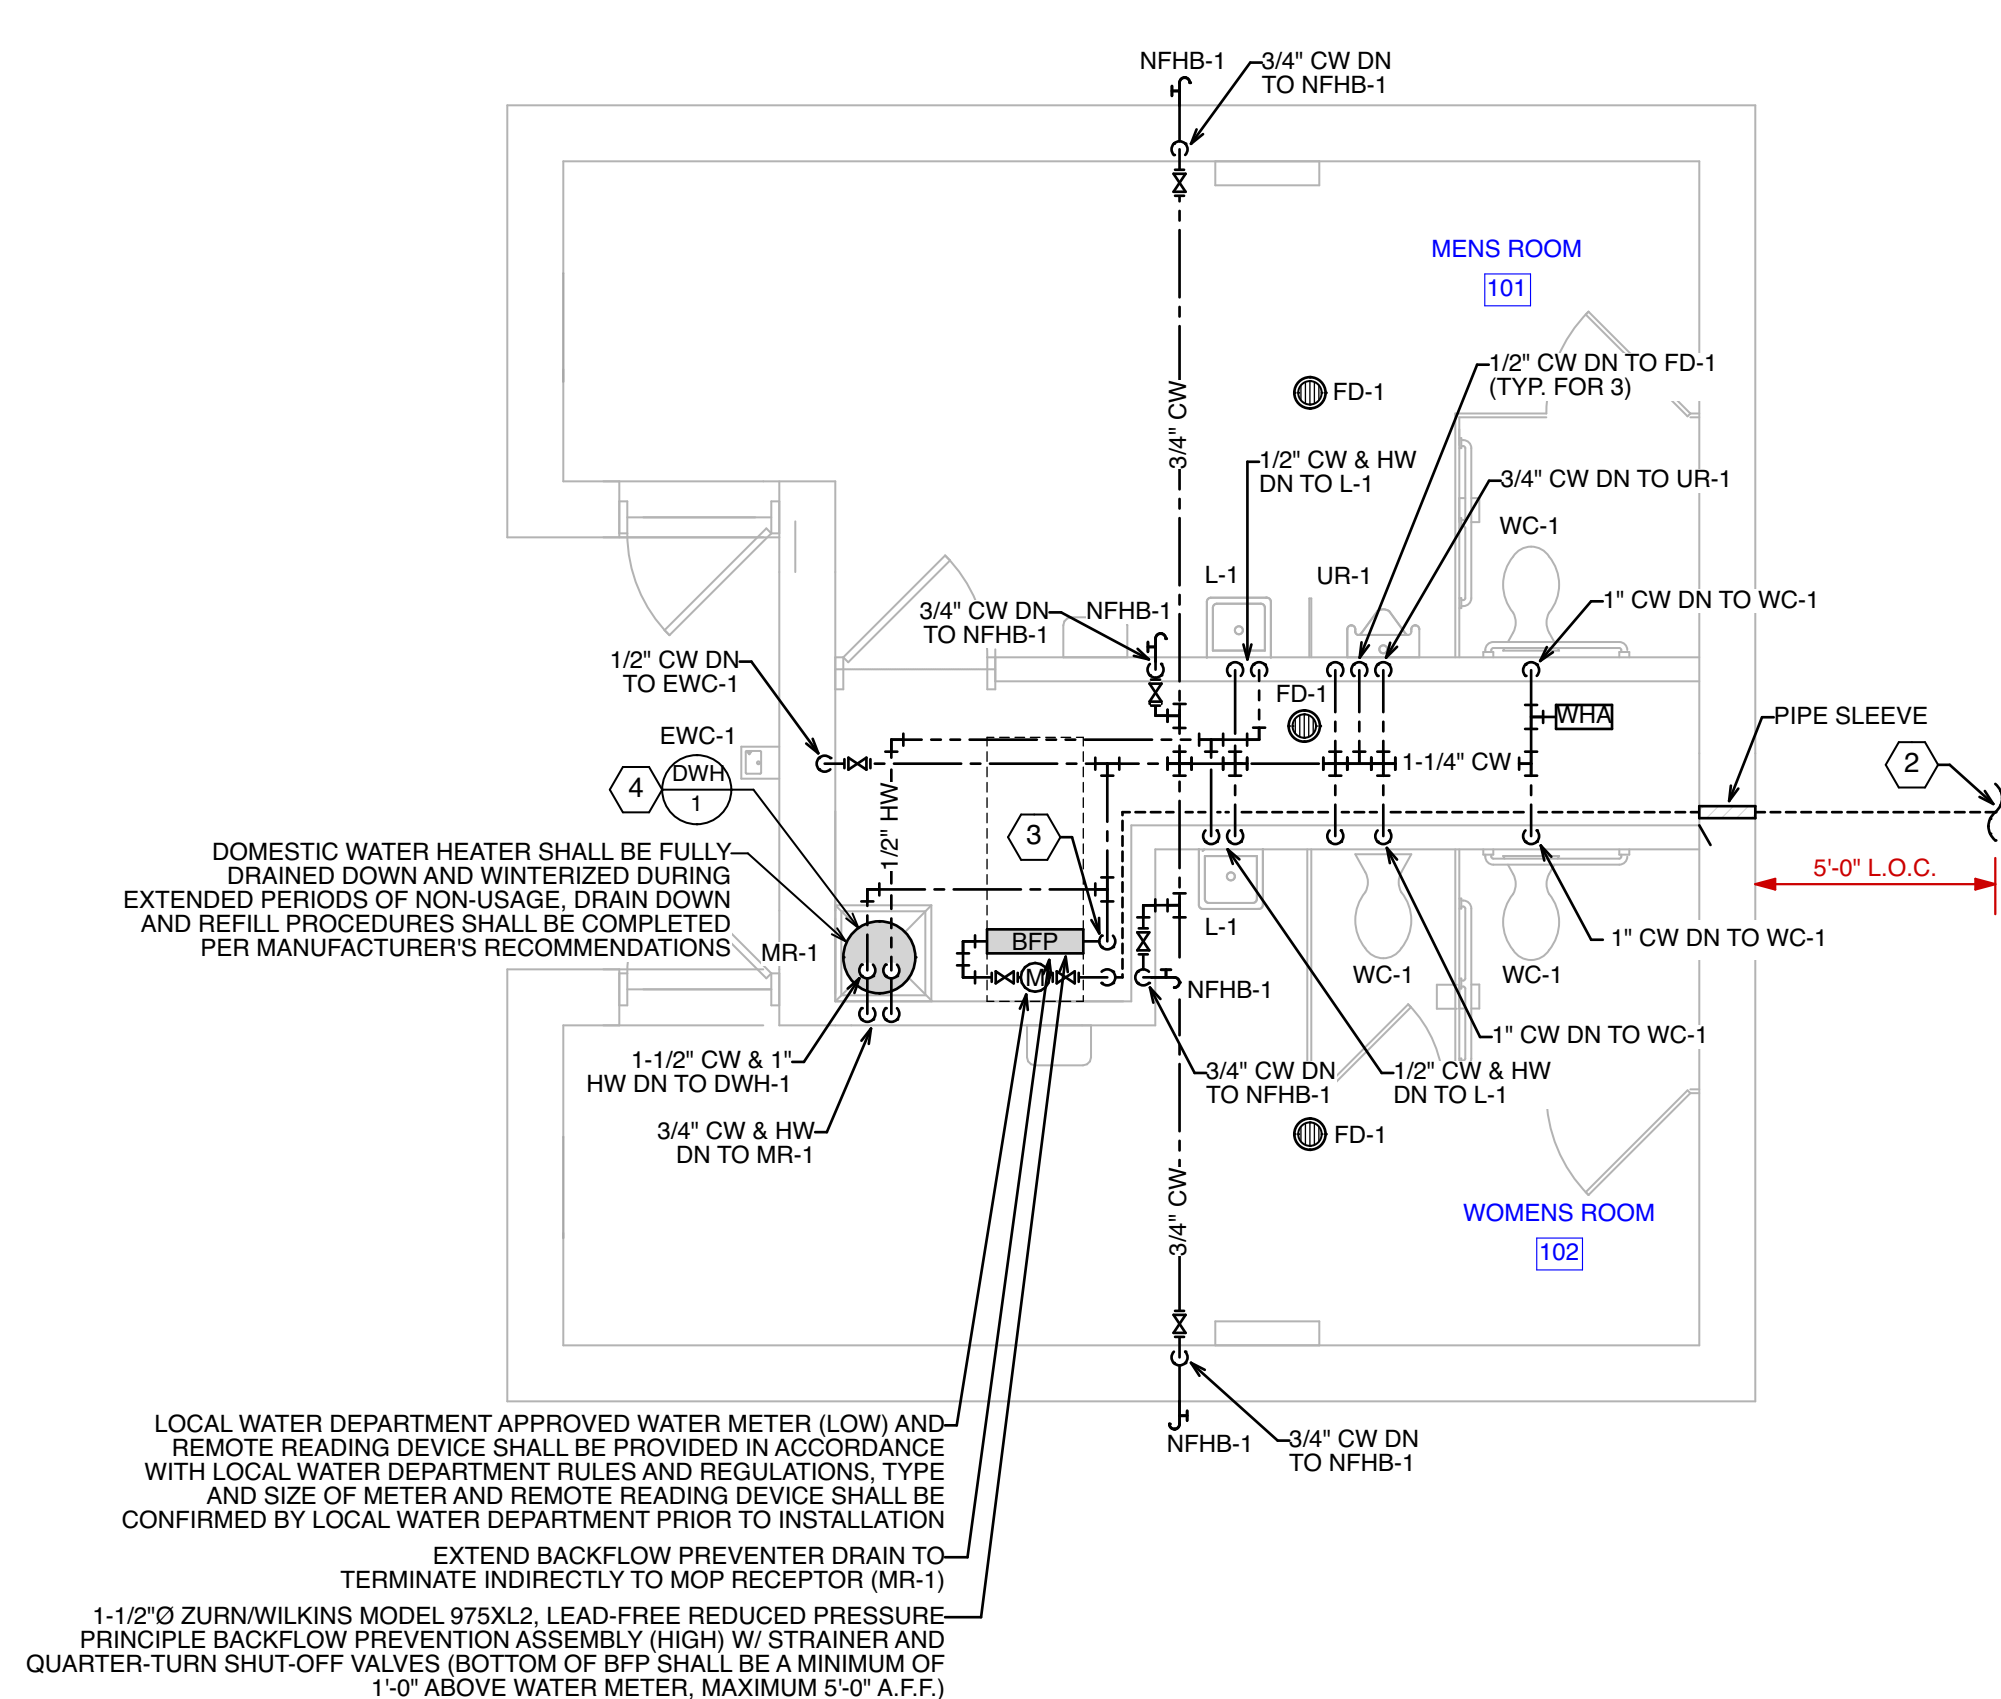 NFHB-1
3/4" CW DN
TO NFHB-1
MENS ROOM
101
1/2" CW DN TO FD-1
(TYP. FOR 3)
FD-1
3/4" CW
1/2" CW & HW
DN TO L-1
3/4" CW DN TO UR-1
WC-1
L-1
UR-1
3/4" CW DN
TO NFHB-1
NFHB-1
1" CW DN TO WC-1
1/2" CW DN
TO EWC-1
FD-1
WHA
PIPE SLEEVE
EWC-1
1-1/4" CW
2
4
DWH
1
1/2" HW
3
DOMESTIC WATER HEATER SHALL BE FULLY
DRAINED DOWN AND WINTERIZED DURING
EXTENDED PERIODS OF NON-USAGE, DRAIN DOWN
AND REFILL PROCEDURES SHALL BE COMPLETED
PER MANUFACTURER'S RECOMMENDATIONS
5'-0" L.O.C.
MR-1
BFP
M
L-1
1" CW DN TO WC-1
WC-1
WC-1
NFHB-1
1" CW DN TO WC-1
1-1/2" CW & 1"
HW DN TO DWH-1
3/4" CW DN
TO NFHB-1
1/2" CW & HW
DN TO L-1
3/4" CW & HW
DN TO MR-1
FD-1
3/4" CW
WOMENS ROOM
102
NFHB-1
3/4" CW DN
TO NFHB-1
LOCAL WATER DEPARTMENT APPROVED WATER METER (LOW) AND
REMOTE READING DEVICE SHALL BE PROVIDED IN ACCORDANCE
WITH LOCAL WATER DEPARTMENT RULES AND REGULATIONS, TYPE
AND SIZE OF METER AND REMOTE READING DEVICE SHALL BE
CONFIRMED BY LOCAL WATER DEPARTMENT PRIOR TO INSTALLATION
EXTEND BACKFLOW PREVENTER DRAIN TO
TERMINATE INDIRECTLY TO MOP RECEPTOR (MR-1)
1-1/2"Ø ZURN/WILKINS MODEL 975XL2, LEAD-FREE REDUCED PRESSURE
PRINCIPLE BACKFLOW PREVENTION ASSEMBLY (HIGH) W/ STRAINER AND
QUARTER-TURN SHUT-OFF VALVES (BOTTOM OF BFP SHALL BE A MINIMUM OF
1'-0" ABOVE WATER METER, MAXIMUM 5'-0" A.F.F.)